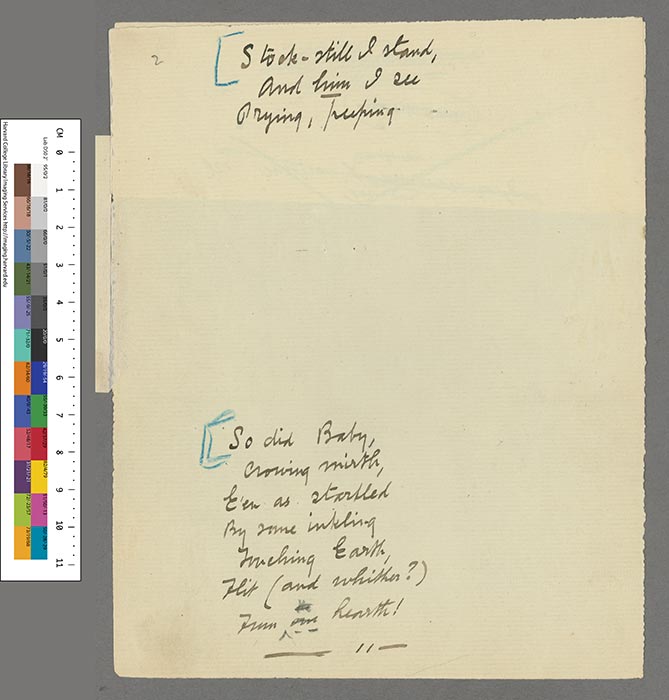 2
Stock-still I stand,
And him I see
Prying, peeping
So did Baby,
Crowing mirth,
E'en as startled
By some inkling
Touching Earth,
Flit (and whither?)
From hearth!
CM 0 1 2 3 4 5 6 7 8 9 10 11
Harvard College Library Imaging Services http://imaging.harvard.edu